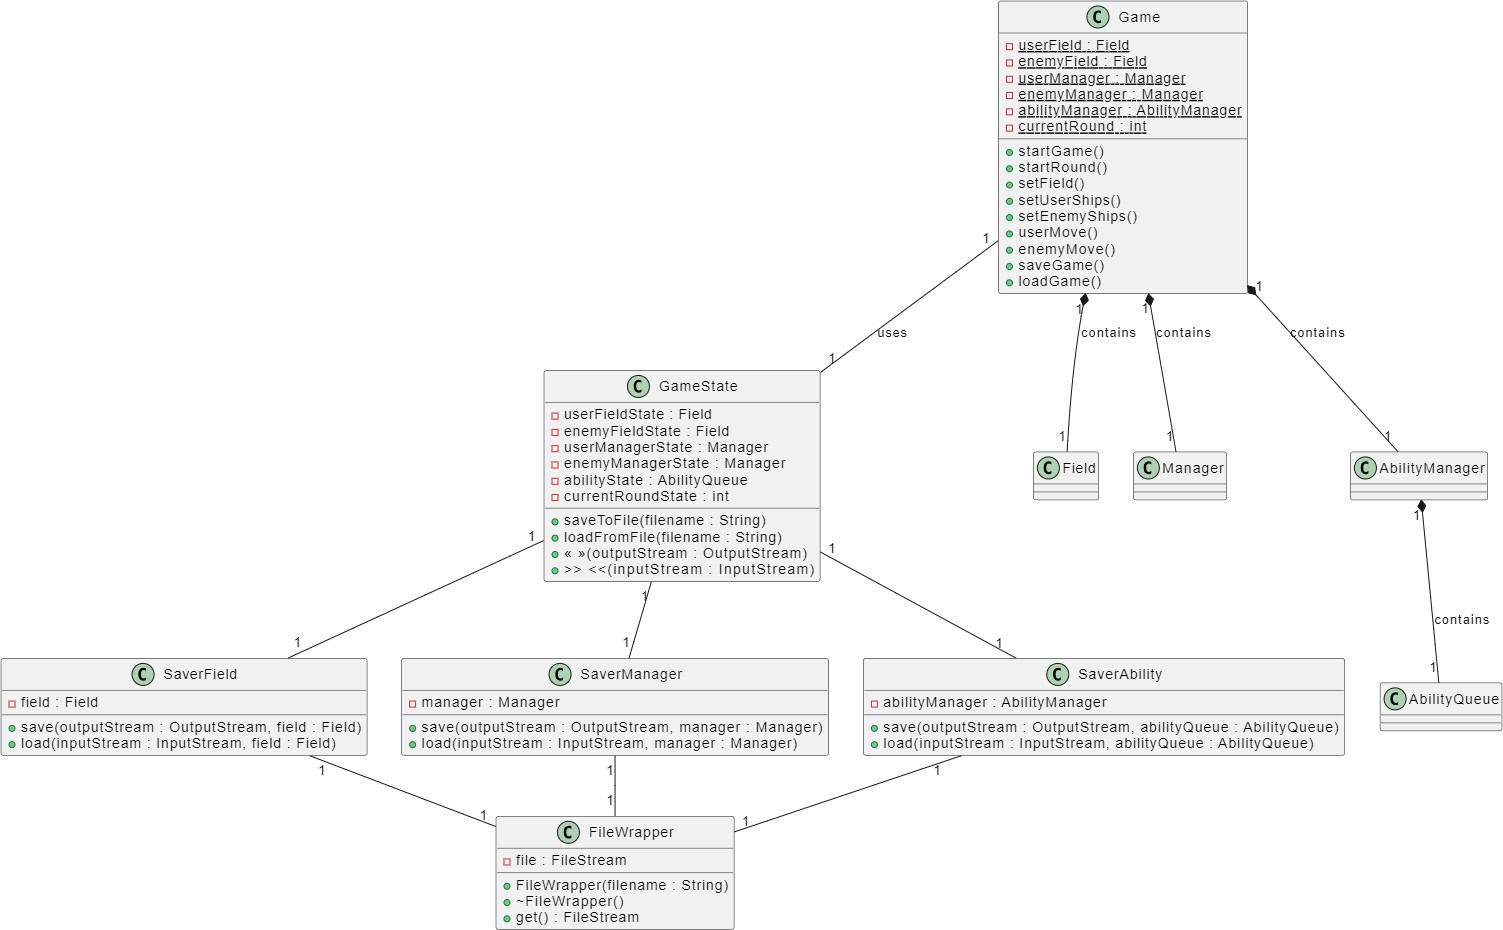 C Game
userField : Field
enemyField : Field
userManager : Manager
enemyManager : Manager
abilityManager : AbilityManager
currentRound : int
startGame()
startRound()
setField()
setUserShips()
setEnemyShips()
userMove()
enemyMove()
saveGame()
loadGame()
1
1
1
1
uses
contains
contains
contains
1
1
1
1
C GameState
userFieldState : Field
enemyFieldState : Field
userManagerState : Manager
enemyManagerState : Manager
abilityState : AbilityQueue
currentRoundState : int
saveToFile(filename : String)
loadFromFile(filename : String)
« »(outputStream : OutputStream)
>> <<(inputStream : InputStream)
C Field
C Manager
C AbilityManager
1
1
1
1
contains
1
1
1
1
C SaverField
field : Field
save(outputStream : OutputStream, field : Field)
load(inputStream : InputStream, field : Field)
C SaverManager
manager : Manager
save(outputStream : OutputStream, manager : Manager)
load(inputStream : InputStream, manager : Manager)
C SaverAbility
abilityManager : AbilityManager
save(outputStream : OutputStream, abilityQueue : AbilityQueue)
load(inputStream : InputStream, abilityQueue : AbilityQueue)
C AbilityQueue
1
1
1
1
1
1
C FileWrapper
file : FileStream
FileWrapper(filename : String)
~FileWrapper()
get() : FileStream